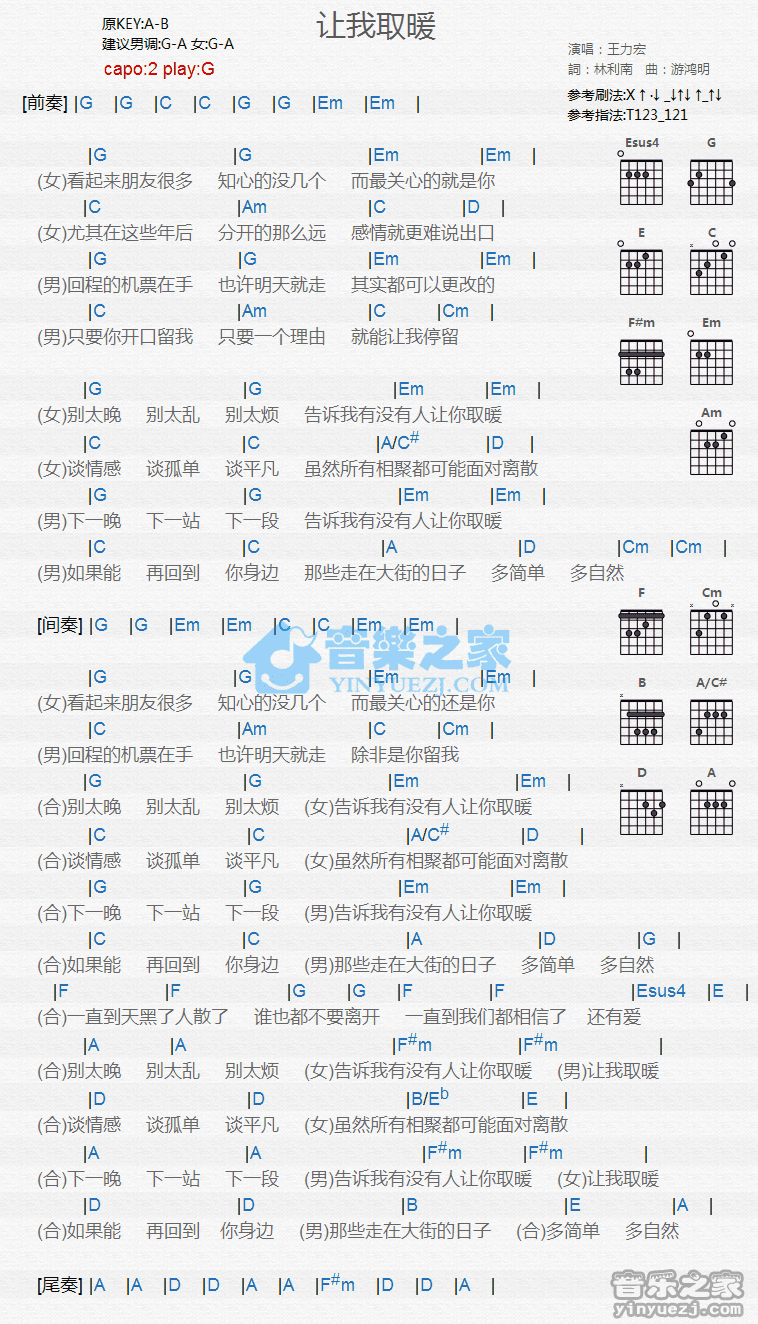 让我取暖
原KEY:A-B
建议男调:G-A 女:G-A
capo:2 play:G
演唱：王力宏
詞：林利南 曲：游鴻明
参考刷法:X↑·↓_↓↑↓↑_↑↓
参考指法:T123_121
[前奏] |G |G |C |C |G |G |Em |Em |
|G |G |Em |Em |
(女)看起来朋友很多 知心的没几个 而最关心的就是你
|C |Am |C |D |
(女)尤其在这些年后 分开的那么远 感情就更难说出口
|G |G |Em |Em |
(男)回程的机票在手 也许明天就走 其实都可以更改的
|C |Am |C |Cm |
(男)只要你开口留我 只要一个理由 就能让我停留
|G |G |Em |Em |
(女)别太晚 别太乱 别太烦 告诉我有没有人让你取暖
|C |C |A/C# |D |
(女)谈情感 谈孤单 谈平凡 虽然所有相聚都可能面对离散
|G |G |Em |Em |
(男)下一晚 下一站 下一段 告诉我有没有人让你取暖
|C |C |A |D |Cm |Cm |
(男)如果能 再回到 你身边 那些走在大街的日子 多简单 多自然
[间奏] |G |G |Em |Em |C |C |Em |Em |
|G |G |Em |Em |
(女)看起来朋友很多 知心的没几个 而最关心的还是你
|C |Am |C |Cm |
(男)回程的机票在手 也许明天就走 除非是你留我
|G |G |Em |Em |
(合)别太晚 别太乱 别太烦 (女)告诉我有没有人让你取暖
|C |C |A/C# |D |
(合)谈情感 谈孤单 谈平凡 (女)虽然所有相聚都可能面对离散
|G |G |Em |Em |
(合)下一晚 下一站 下一段 (男)告诉我有没有人让你取暖
|C |C |A |D |G |
(合)如果能 再回到 你身边 (男)那些走在大街的日子 多简单 多自然
|F |F |G |G |F |F |Esus4 |E |
(合)一直到天黑了人散了 谁也都不要离开 一直到我们都相信了 还有爱
|A |A |F#m |F#m |
(合)别太晚 别太乱 别太烦 (女)告诉我有没有人让你取暖 (男)让我取暖
|D |D |B/Eb |E |
(合)谈情感 谈孤单 谈平凡 (女)虽然所有相聚都可能面对离散
|A |A |F#m |F#m |
(合)下一晚 下一站 下一段 (男)告诉我有没有人让你取暖 (女)让我取暖
|D |D |B |E |A |
(合)如果能 再回到 你身边 (男)那些走在大街的日子 (合)多简单 多自然
[尾奏] |A |A |D |D |A |A |F#m |D |D |A |
Esus4 G
x
E C
F#m Em
Am
F Cm
x x
B A/C#
x
D A
x
音樂之家
YINYUEZJ.COM
音乐之家
yinyuezj.com